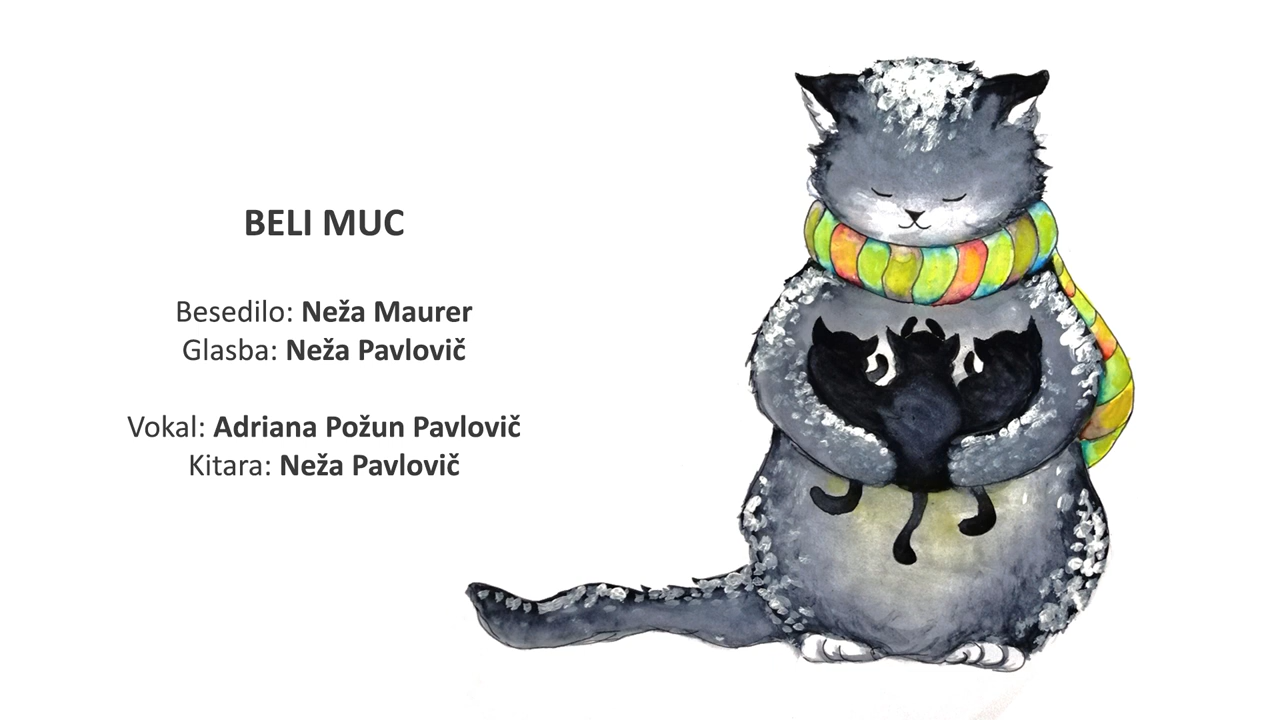 BELI MUC
Besedilo: Neža Maurer
Glasba: Neža Pavlovič
Vokal: Adriana Požun Pavlovič
Kitara: Neža Pavlovič